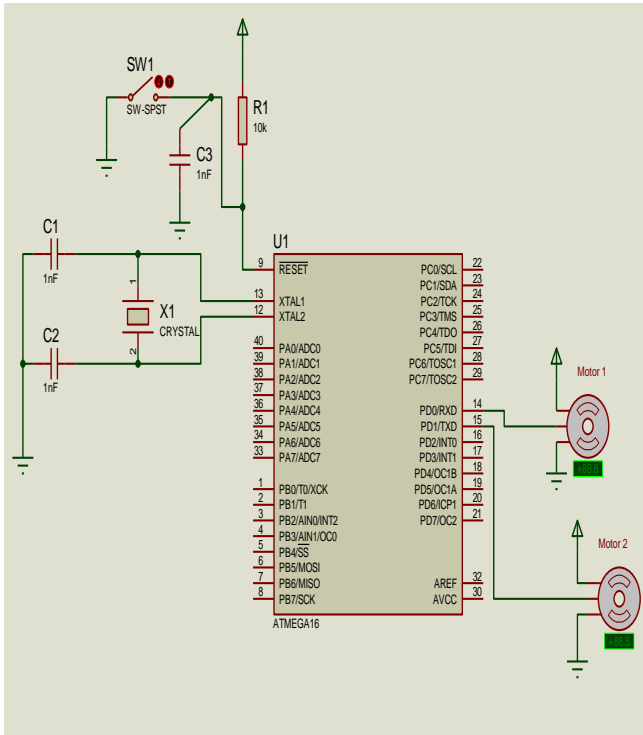 SW1
SW-SPST
R1
10k
C3
1nF
C1
1nF
1
X1
CRYSTAL
2
C2
1nF
U1
9 RESET
13 XTAL1
12 XTAL2
40 PA0/ADC0
39 PA1/ADC1
38 PA2/ADC2
37 PA3/ADC3
36 PA4/ADC4
35 PA5/ADC5
34 PA6/ADC6
33 PA7/ADC7
1 PB0/T0/XCK
2 PB1/T1
3 PB2/AIN0/INT2
4 PB3/AIN1/OC0
5 PB4/SS
6 PB5/MOSI
7 PB6/MISO
8 PB7/SCK
PC0/SCL 22
PC1/SDA 23
PC2/TCK 24
PC3/TMS 25
PC4/TDO 26
PC5/TDI 27
PC6/TOSC1 28
PC7/TOSC2 29
PD0/RXD 14
PD1/TXD 15
PD2/INT0 16
PD3/INT1 17
PD4/OC1B 18
PD5/OC1A 19
PD6/ICP1 20
PD7/OC2 21
AREF 32
AVCC 30
ATMEGA16
Motor 1
+88.8
Motor 2
+88.8